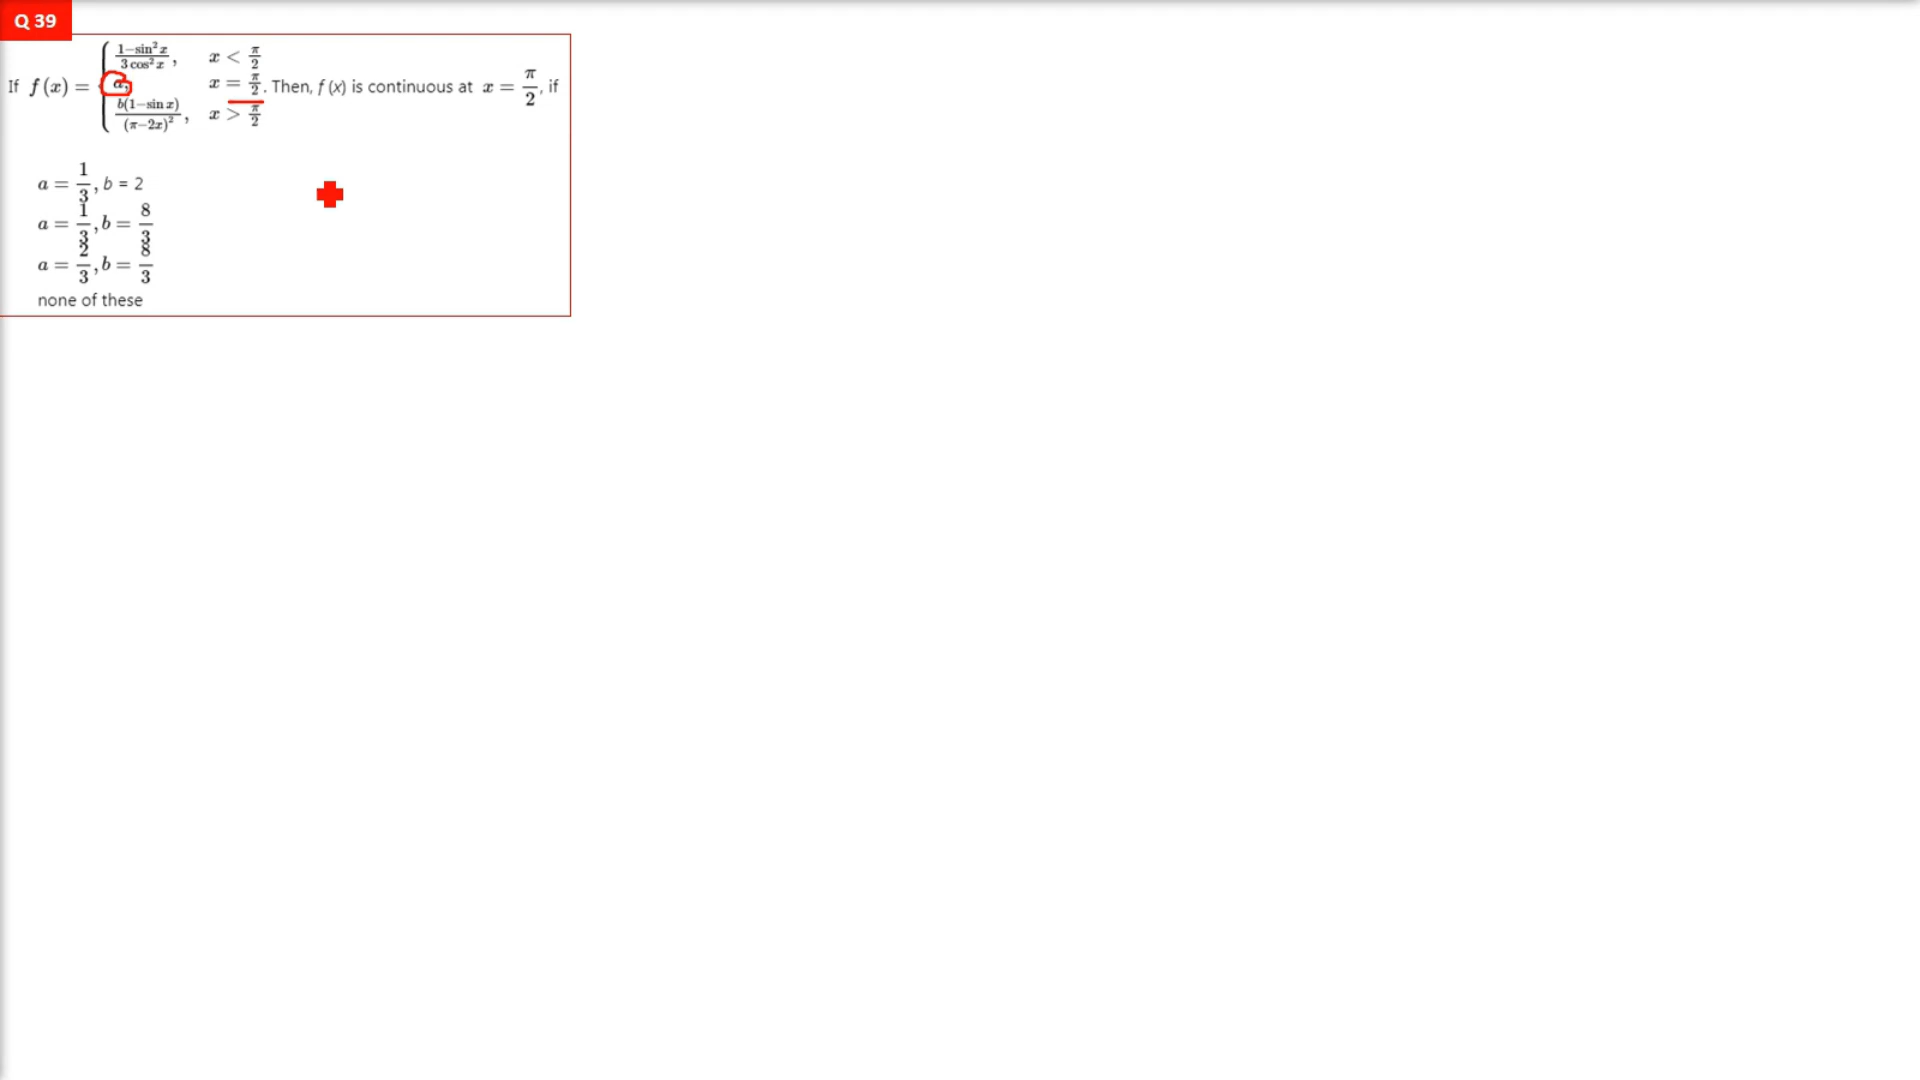 Q 39
If f(x) = { (1−sin²x)/(3cos²x), x < π/2
a, x = π/2 . Then, f (x) is continuous at x = π/2, if
b(1−sin x)/(π−2x)², x > π/2
a = 1/3, b = 2
a = 1/3, b = 8/3
a = 2/3, b = 8/3
none of these